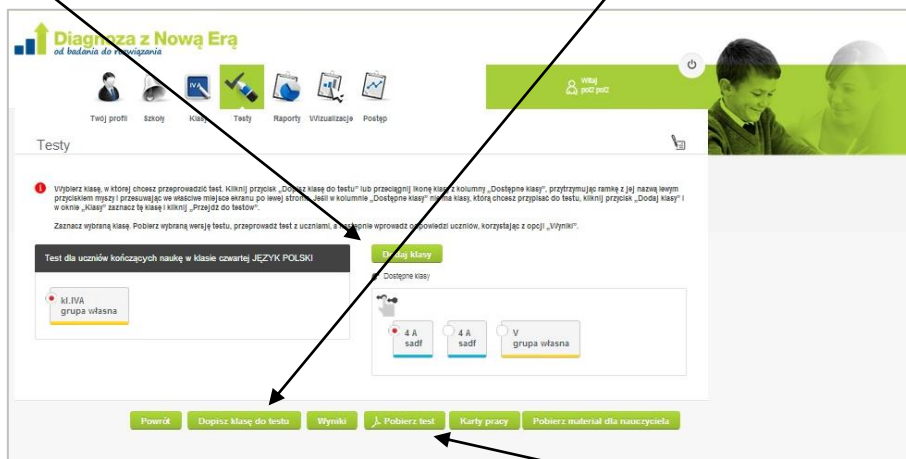 Diagnoza z Nową Erą
od badania do rozwiązania
Witaj
polz polz
Twój profil Szkoły Klasy Testy Raporty Wizualizacje Postęp
IVA
Testy
Wybierz klasę, w której chcesz przeprowadzić test. Kliknij przycisk „Dopisz klasę do testu” lub przeciągnij ikonę klasy z kolumny „Dostępne klasy”, przytrzymując ramkę z jej nazwą lewym
przyciskiem myszy i przesuwając we właściwe miejsce ekranu po lewej stronie. Jeśli w kolumnie „Dostępne klasy” nie ma klasy, którą chcesz przypisać do testu, kliknij przycisk „Dodaj klasy” i
w oknie „Klasy” zaznacz tę klasę i kliknij „Przejdź do testów”.
Zaznacz wybraną klasę. Pobierz wybraną wersję testu, przeprowadź test z uczniami, a następnie wprowadź odpowiedzi uczniów, korzystając z opcji „Wyniki”.
Test dla uczniów kończących naukę w klasie czwartej JĘZYK POLSKI
kl.IVA
grupa własna
Dodaj klasy
Dostępne klasy
4 A
sadf
4 A
sadf
V
grupa własna
Powrót Dopisz klasę do testu Wyniki Pobierz test Karty pracy Pobierz materiał dla nauczyciela